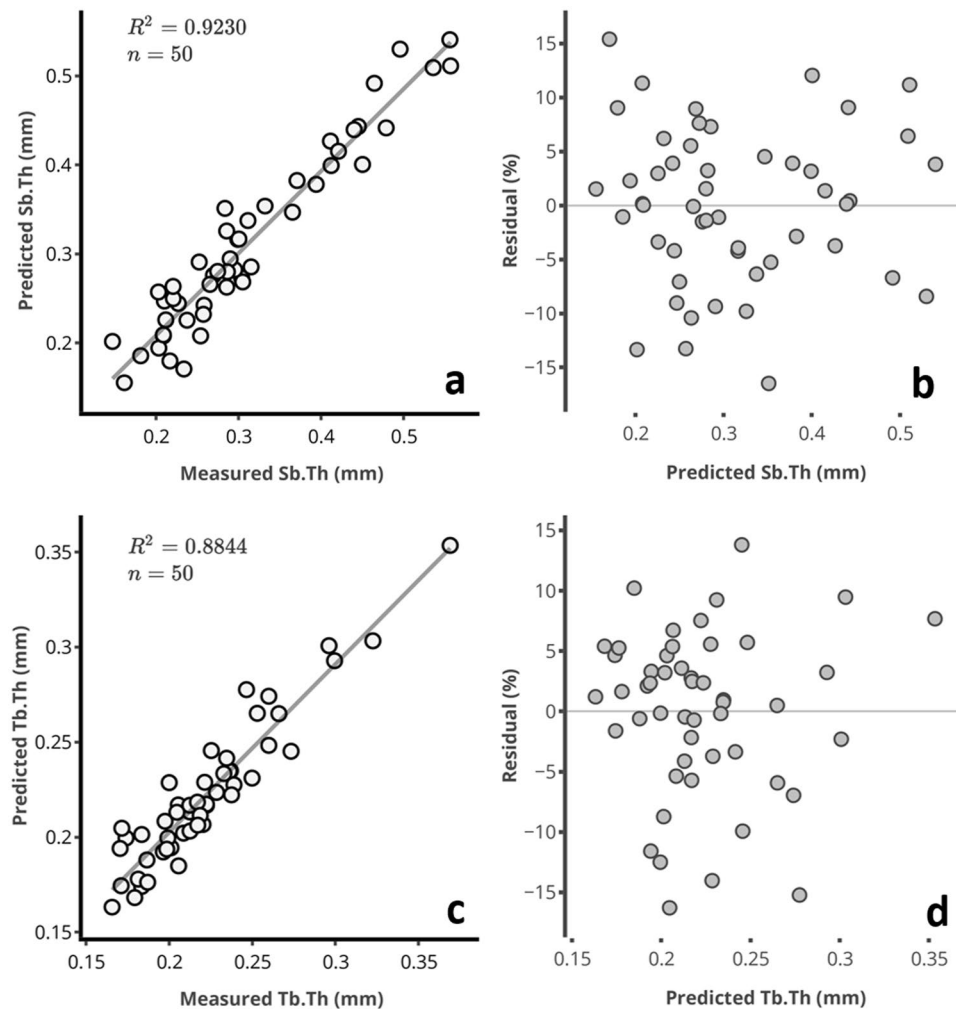 R² = 0.9230
n = 50
0.5
0.4
0.3
0.2
Predicted Sb.Th (mm)
0.2 0.3 0.4 0.5
Measured Sb.Th (mm)
a
15
10
5
0
−5
−10
−15
Residual (%)
0.2 0.3 0.4 0.5
Predicted Sb.Th (mm)
b
R² = 0.8844
n = 50
0.35
0.3
0.25
0.2
0.15
Predicted Tb.Th (mm)
0.15 0.2 0.25 0.3 0.35
Measured Tb.Th (mm)
c
15
10
5
0
−5
−10
−15
Residual (%)
0.15 0.2 0.25 0.3 0.35
Predicted Tb.Th (mm)
d